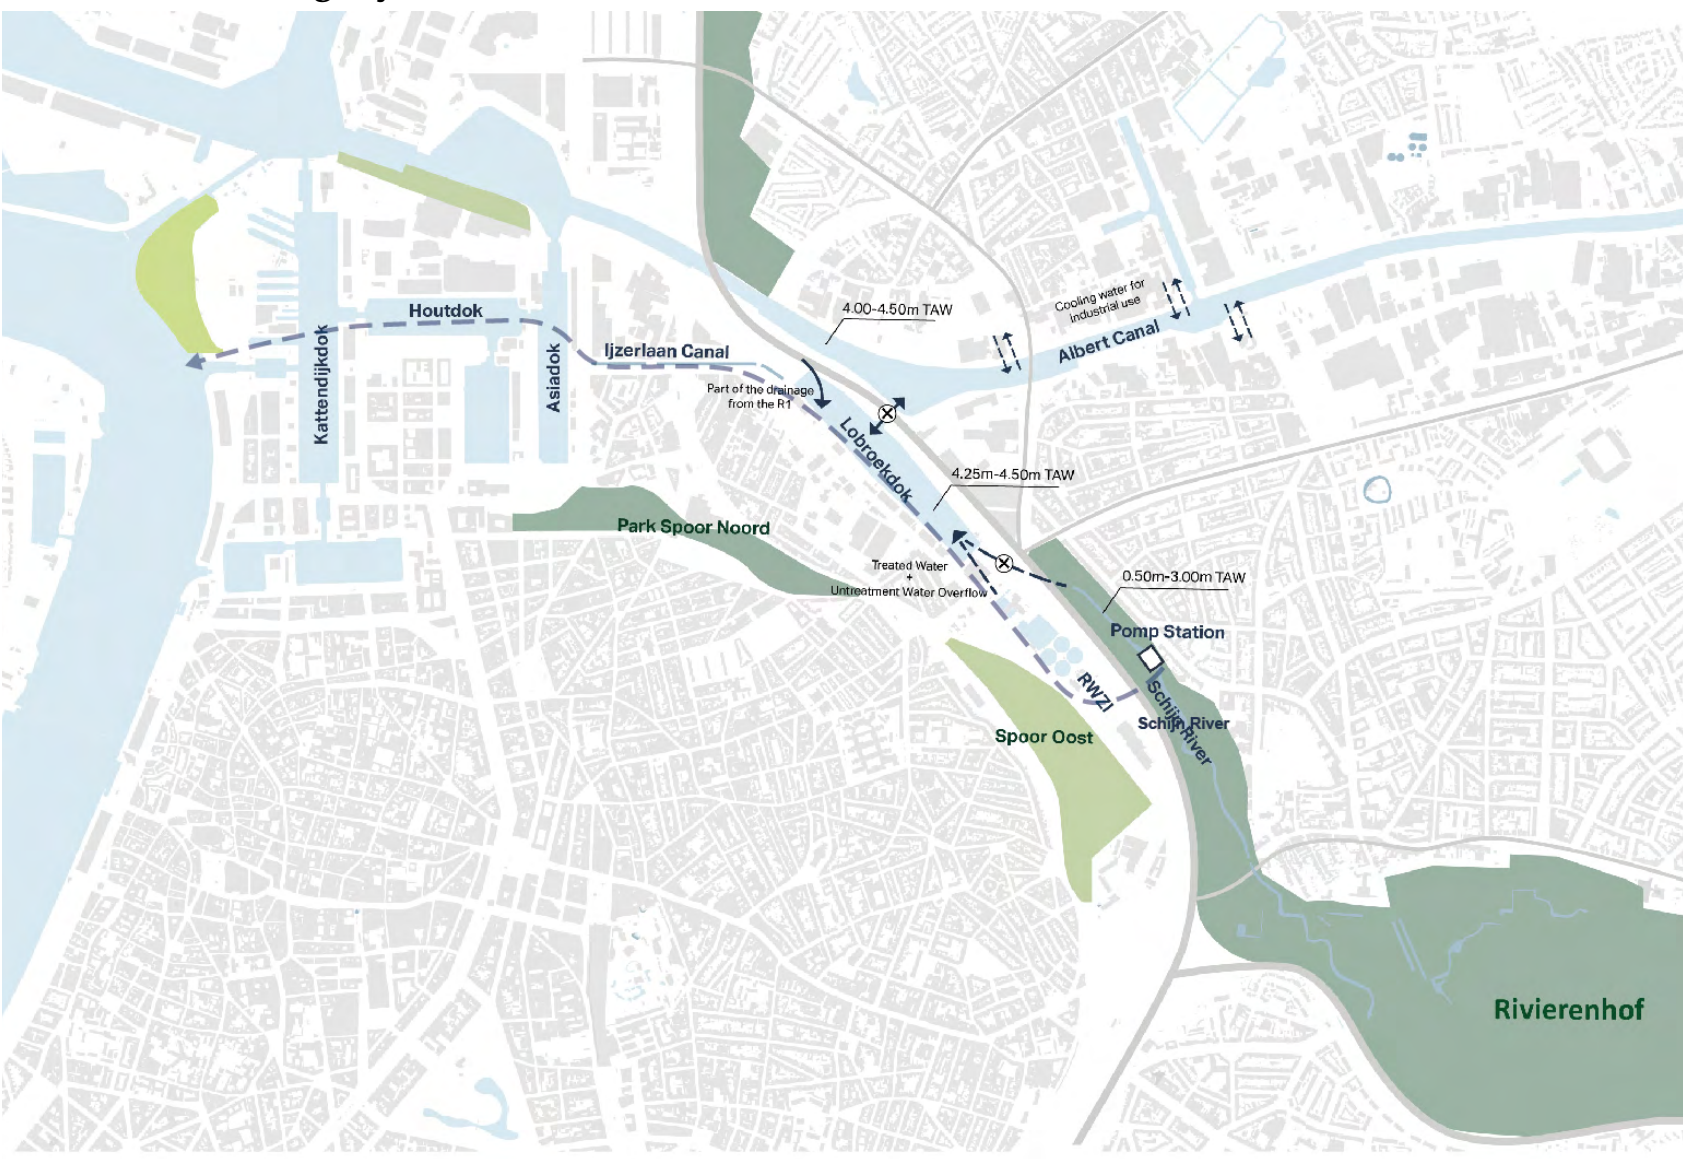 Cooling water for
industrial use
4.00-4.50m TAW
Houtdok
Albert Canal
Ijzerlaan Canal
Kattendijkdok
Asiadok
Part of the drainage
from the R1
Lobroekdok
4.25m-4.50m TAW
Park Spoor Noord
Treated Water
+
Untreatment Water Overflow
0.50m-3.00m TAW
Pomp Station
RWZI
Schijn River
Schijn River
Spoor Oost
Rivierenhof